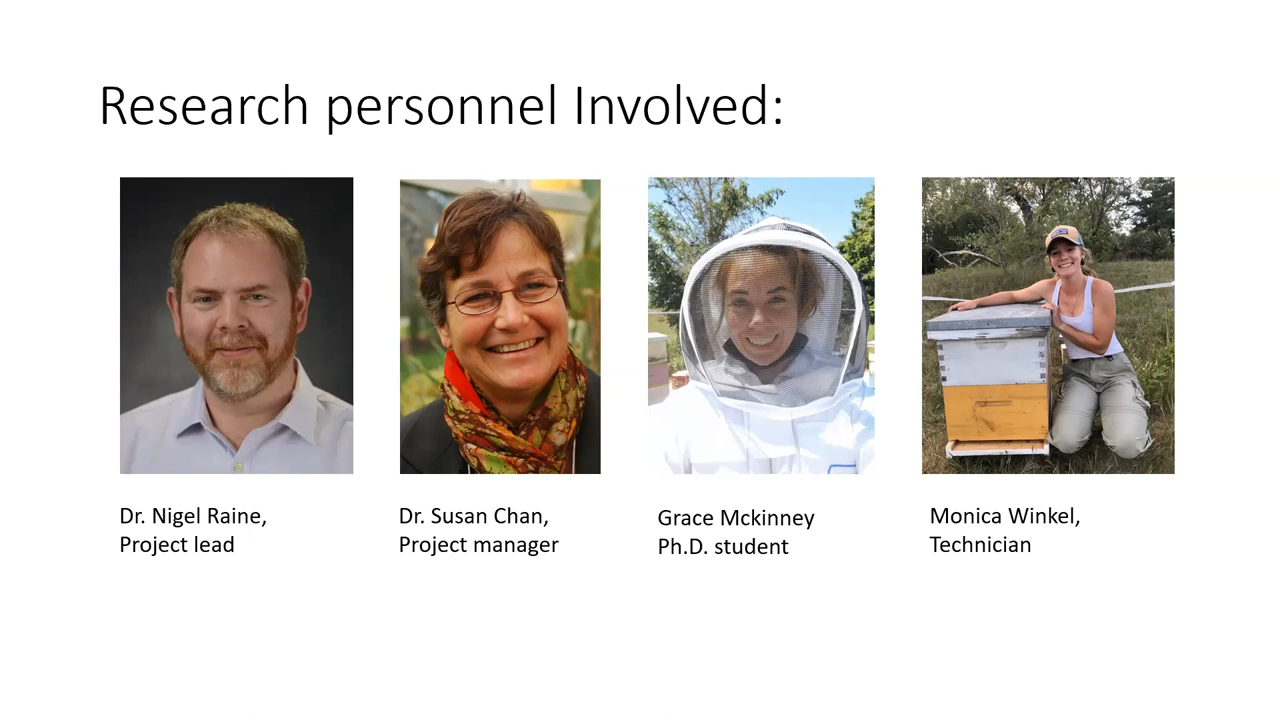 Research personnel Involved:
Dr. Nigel Raine,
Project lead
Dr. Susan Chan,
Project manager
Grace Mckinney
Ph.D. student
Monica Winkel,
Technician